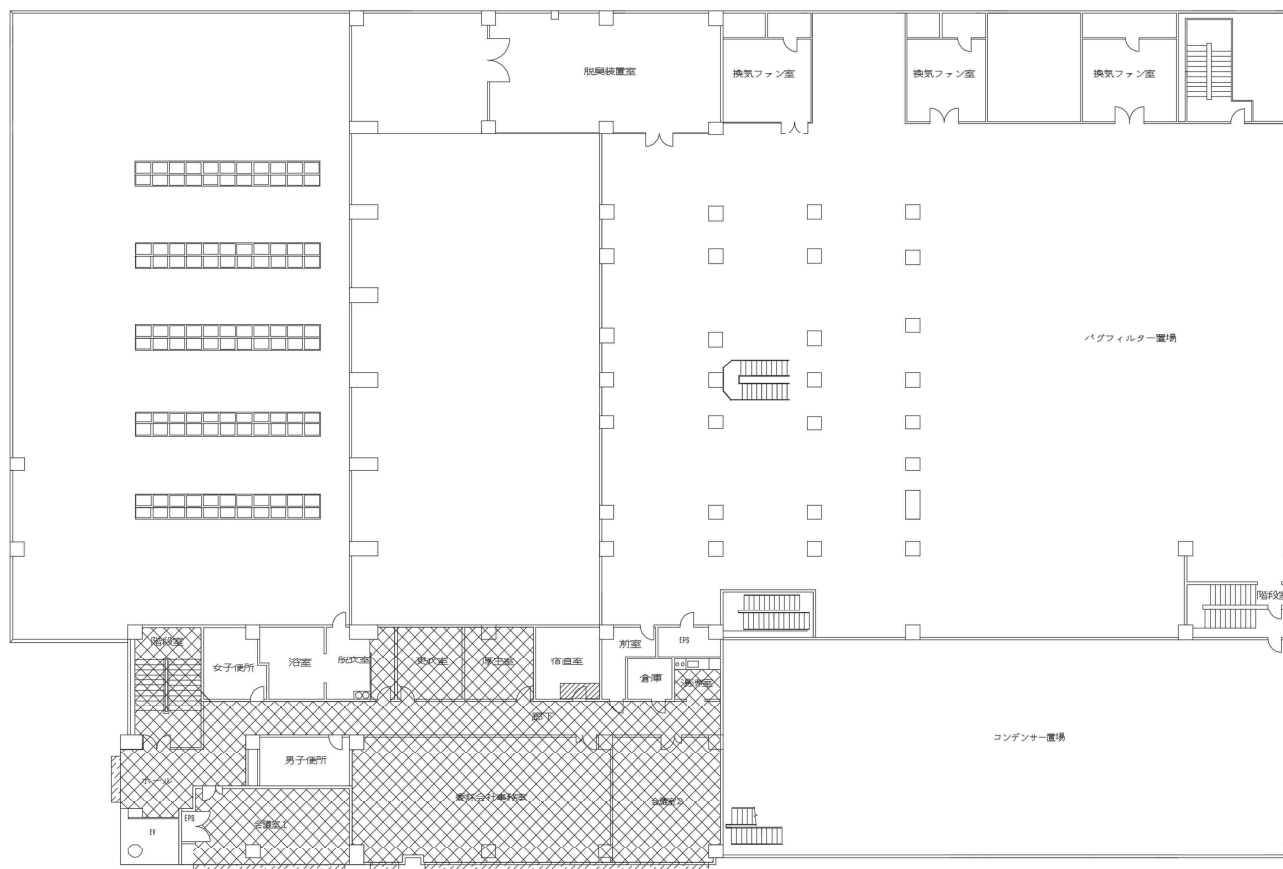 脱臭装置室
換気ファン室
換気ファン室
換気ファン室
バグフィルター置場
階段室
階段室
女子便所
浴室
脱衣室
更衣室
厚生室
宿直室
前室
EPS
倉庫
湯沸室
廊下
コンデンサー置場
男子便所
ホール
委託会社事務室
会議室2
会議室1
EPS
EV